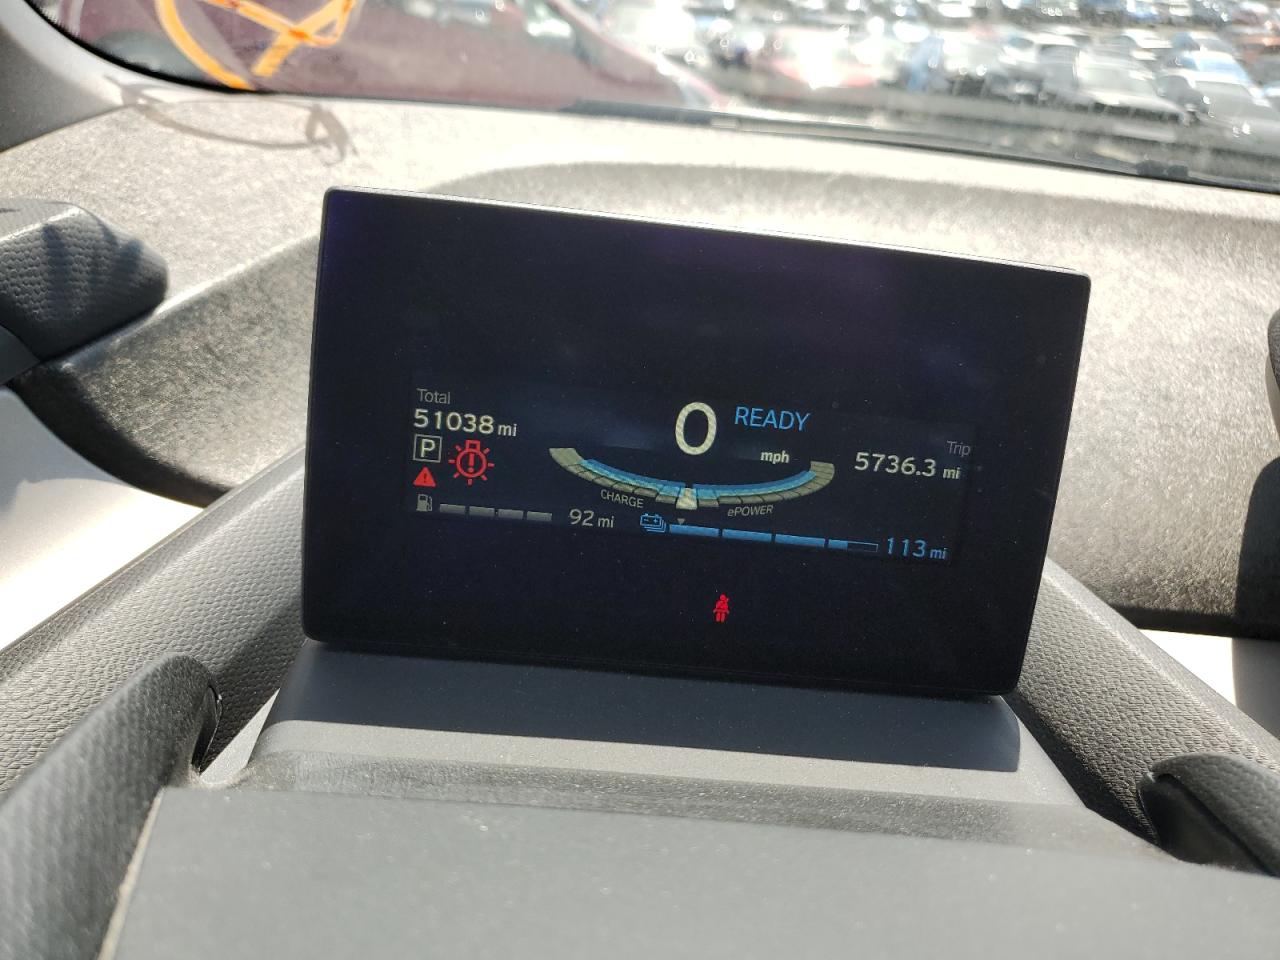 Total
51038 mi
0 READY
mph
Trip
5736.3 mi
P
CHARGE
ePOWER
92 mi
113 mi